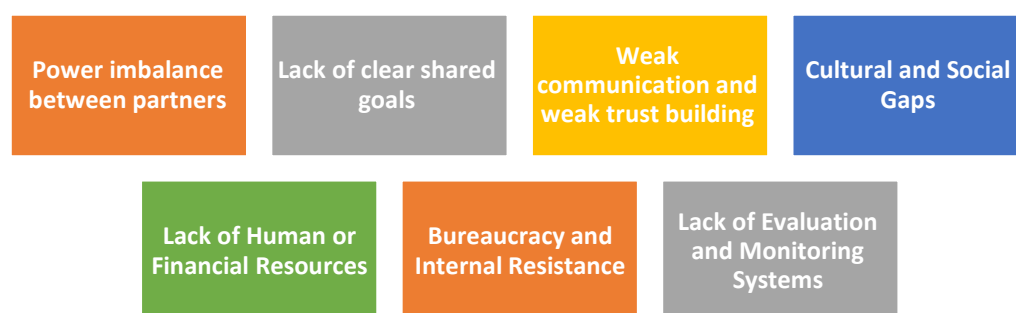 Power imbalance
between partners
Lack of clear shared
goals
Weak
communication and
weak trust building
Cultural and Social
Gaps
Lack of Human or
Financial Resources
Bureaucracy and
Internal Resistance
Lack of Evaluation
and Monitoring
Systems